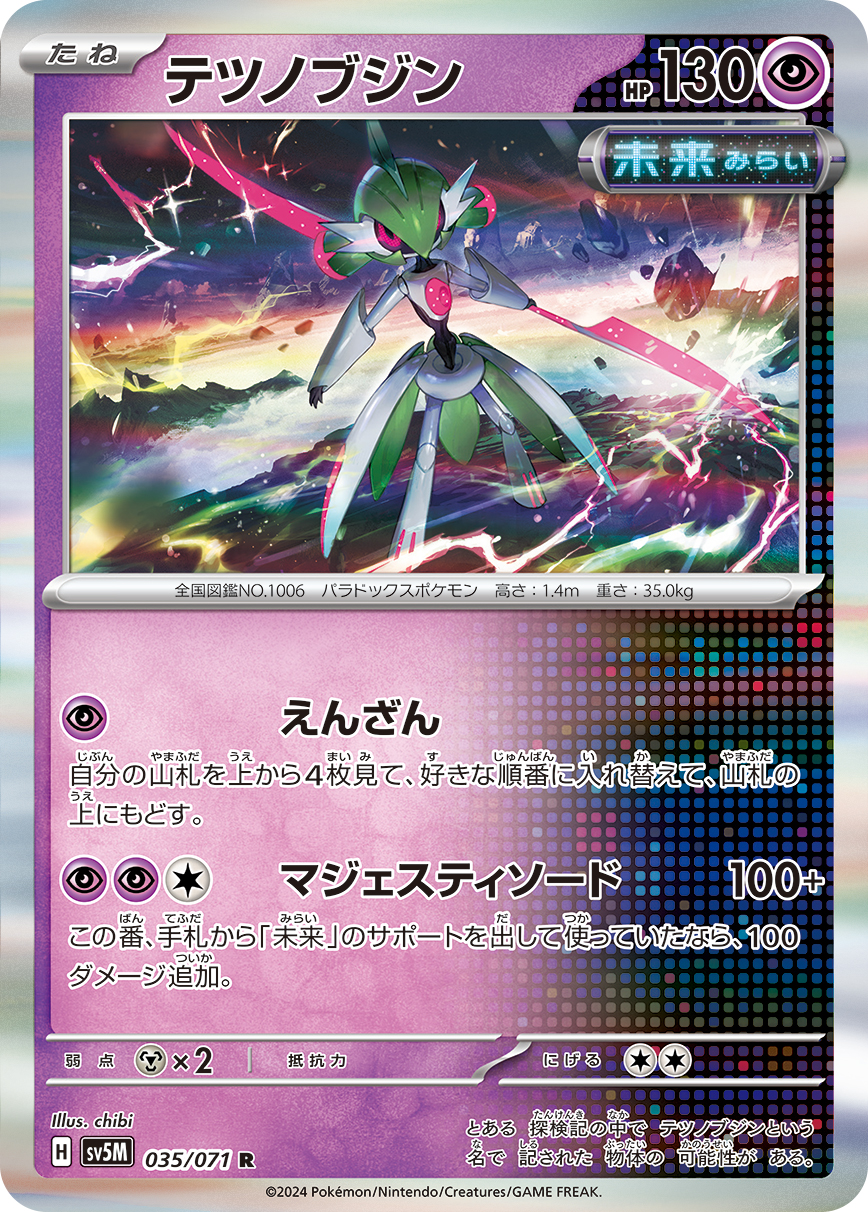 たね
テツノブジン
HP130
未来 みらい
全国図鑑NO.1006 パラドックスポケモン 高さ：1.4m 重さ：35.0kg
えんざん
自分の山札を上から4枚見て、好きな順番に入れ替えて、山札の
上にもどす。
マジェスティソード 100+
この番、手札から「未来」のサポートを出して使っていたなら、100
ダメージ追加。
弱点 ×2 抵抗力 にげる
Illus. chibi
とある 探検記の中で テツノブジンという
名で 記された 物体の 可能性が ある。
H sv5M 035/071 R
©2024 Pokémon/Nintendo/Creatures/GAME FREAK.